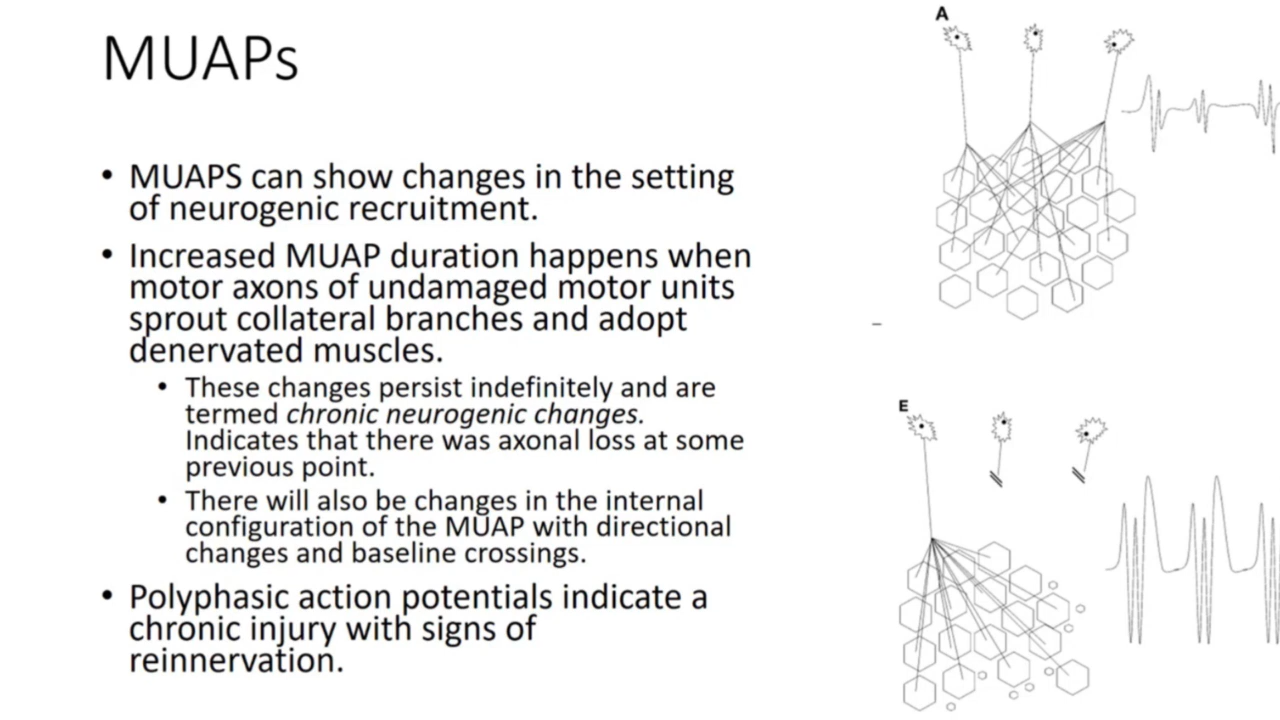 MUAPs
• MUAPS can show changes in the setting
of neurogenic recruitment.
• Increased MUAP duration happens when
motor axons of undamaged motor units
sprout collateral branches and adopt
denervated muscles.
• These changes persist indefinitely and are
termed chronic neurogenic changes.
Indicates that there was axonal loss at some
previous point.
• There will also be changes in the internal
configuration of the MUAP with directional
changes and baseline crossings.
• Polyphasic action potentials indicate a
chronic injury with signs of
reinnervation.
A
E